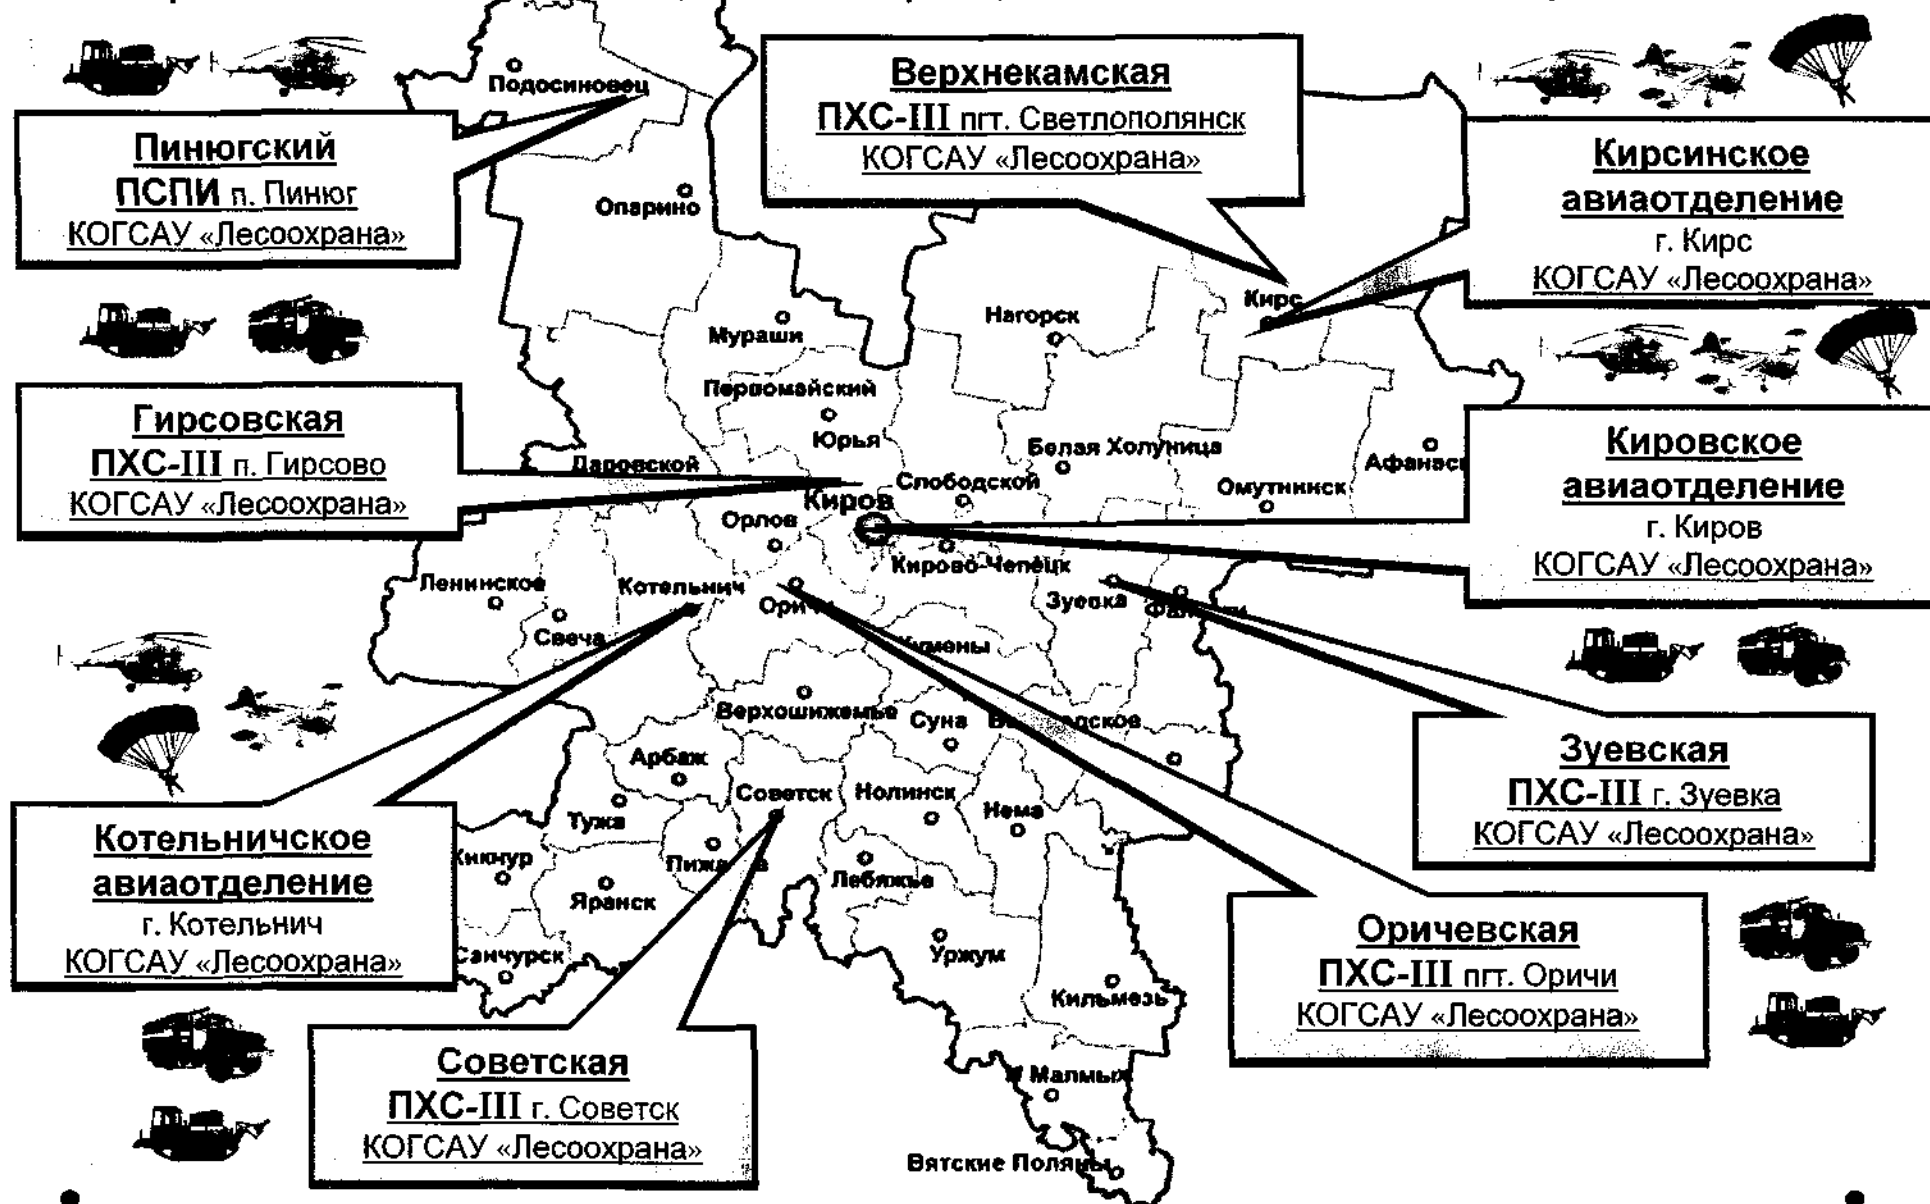 Подосиновец
Пинюгский
ПСПИ п. Пинюг
КОГСАУ «Лесоохрана»
Верхнекамская
ПХС-III пгт. Светлополянск
КОГСАУ «Лесоохрана»
Кирсинское
авиаотделение
г. Кирс
КОГСАУ «Лесоохрана»
Опарино
Кирс
Нагорск
Мураши
Первомайский
Юрья
Гирсовская
ПХС-III п. Гирсово
КОГСАУ «Лесоохрана»
Кировское
авиаотделение
г. Киров
КОГСАУ «Лесоохрана»
Белая Холуница
Даровской
Слободской
Омутнинск
Киров
Орлов
Кирово-Чепецк
Ленинское
Котельнич
Зуевка
Свеча
Верхошижемье
Суна
Арбаж
Советск
Нолинск
Нема
Тужа
Лебяжье
Яранск
Уржум
Кильмезь
Санчурск
Зуевская
ПХС-III г. Зуевка
КОГСАУ «Лесоохрана»
Котельничское
авиаотделение
г. Котельнич
КОГСАУ «Лесоохрана»
Оричевская
ПХС-III пгт. Оричи
КОГСАУ «Лесоохрана»
Советская
ПХС-III г. Советск
КОГСАУ «Лесоохрана»
Малмыж
Вятские Поляны